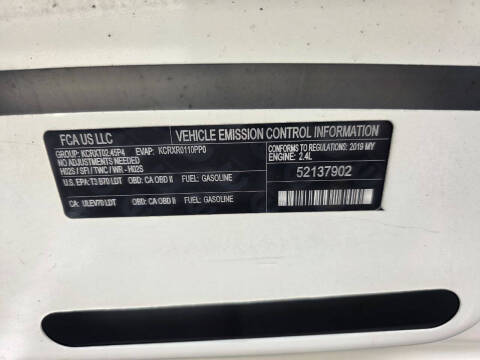 FCA US LLC
VEHICLE EMISSION CONTROL INFORMATION
GROUP: KCRXT02.45P4 EVAP: KCRXR0110PP0
NO ADJUSTMENTS NEEDED
H02S / SFI / TWC / WR-H02S
CONFORMS TO REGULATIONS: 2019 MY
ENGINE: 2.4L
U.S. EPA: T3 B70 LDT OBD: CA OBD II FUEL: GASOLINE
52137902
CA: ULEV70 LDT OBD: CA OBD II FUEL: GASOLINE